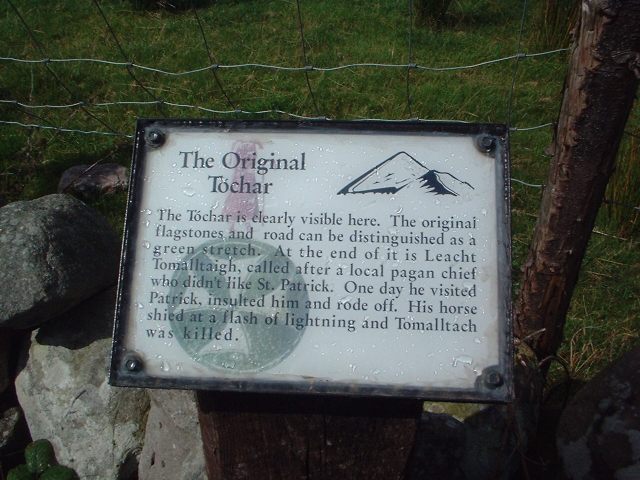 The Original
Tóchar
The Tóchar is clearly visible here. The original
flagstones and road can be distinguished as a
green stretch. At the end of it is Leacht
Tomalltaigh, called after a local pagan chief
who didn't like St. Patrick. One day he visited
Patrick, insulted him and rode off. His horse
shied at a flash of lightning and Tomalltach
was killed.